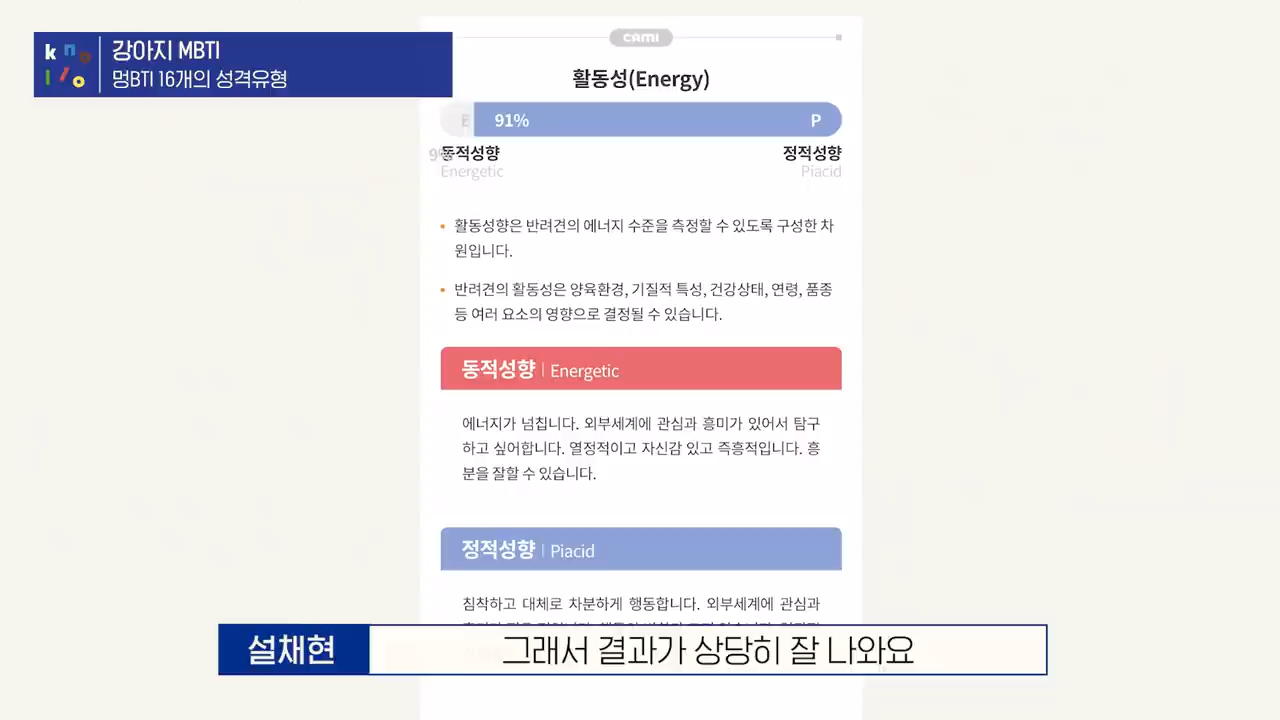 kno
강아지 MBTI
i/o
멍BTI 16개의 성격유형
CAMI
활동성(Energy)
E 91% P
9% 동적성향 정적성향
Energetic Piacid
• 활동성향은 반려견의 에너지 수준을 측정할 수 있도록 구성한 차
원입니다.
• 반려견의 활동성은 양육환경, 기질적 특성, 건강상태, 연령, 품종
등 여러 요소의 영향으로 결정될 수 있습니다.
동적성향 | Energetic
에너지가 넘칩니다. 외부세계에 관심과 흥미가 있어서 탐구
하고 싶어합니다. 열정적이고 자신감 있고 즉흥적입니다. 흥
분을 잘할 수 있습니다.
정적성향 | Piacid
침착하고 대체로 차분하게 행동합니다. 외부세계에 관심과
설채현 그래서 결과가 상당히 잘 나와요